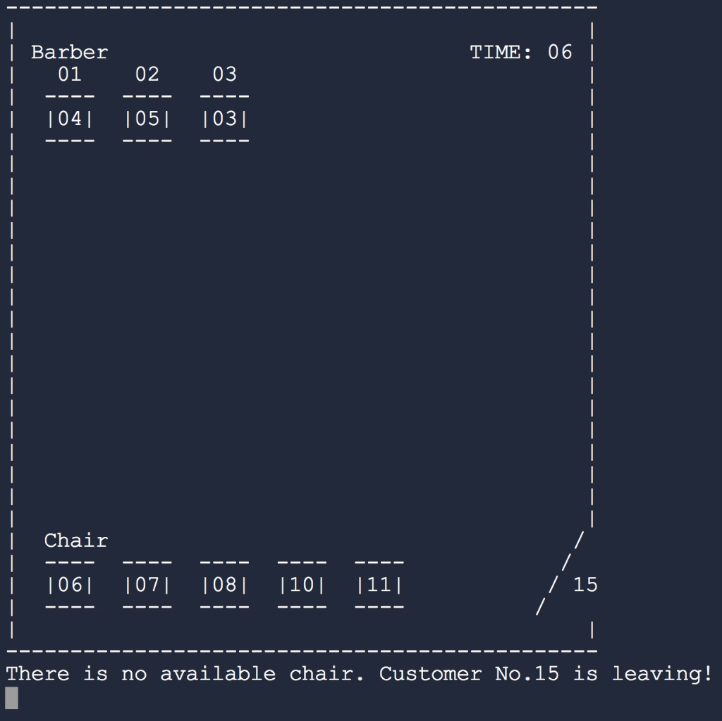 Barber TIME: 06
01 02 03
---- ---- ----
|04| |05| |03|
---- ---- ----
Chair
---- ---- ---- ---- ----
|06| |07| |08| |10| |11| / 15
---- ---- ---- ---- ----
There is no available chair. Customer No.15 is leaving!